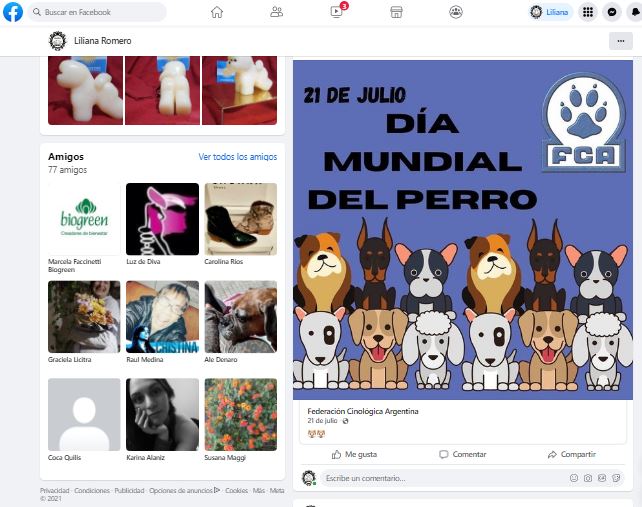 Buscar en Facebook
3
Liliana
Liliana Romero
Amigos
Ver todos los amigos
77 amigos
biogreen
Creadores de bienestar
Marcela Faccinetti
Biogreen
Luz de Diva
Carolina Rios
CRISTINA
Graciela Licitra
Raul Medina
Ale Denaro
Coca Quilis
Karina Alaniz
Susana Maggi
Privacidad · Condiciones · Publicidad · Opciones de anuncios · Cookies · Más · Meta
© 2021
21 DE JULIO
DÍA
MUNDIAL
DEL PERRO
FCA
Federación Cinológica Argentina
21 de julio ·
Me gusta
Comentar
Compartir
Escribe un comentario...